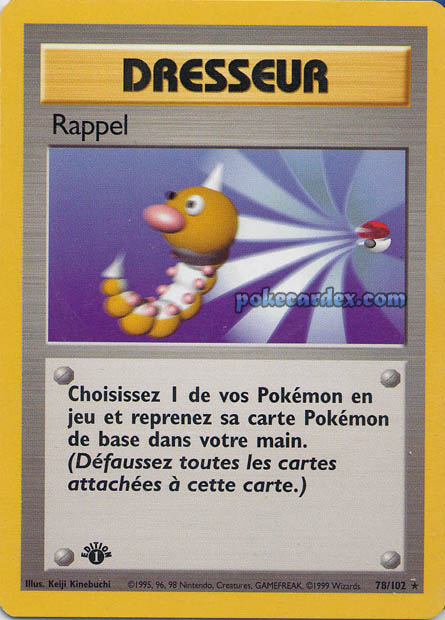 DRESSEUR
Rappel
pokecardex.com
Choisissez 1 de vos Pokémon en
jeu et reprenez sa carte Pokémon
de base dans votre main.
(Défaussez toutes les cartes
attachées à cette carte.)
EDITION
1
Illus. Keiji Kinebuchi ©1995, 96, 98 Nintendo, Creatures, GAMEFREAK. ©1999 Wizards. 78/102 ★